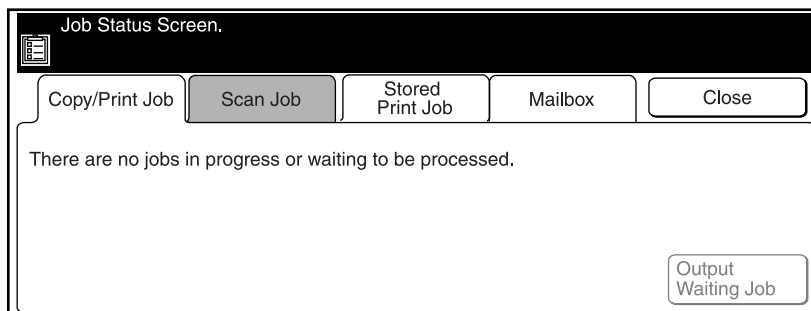 Job Status Screen.
Copy/Print Job
Scan Job
Stored
Print Job
Mailbox
Close
There are no jobs in progress or waiting to be processed.
Output
Waiting Job